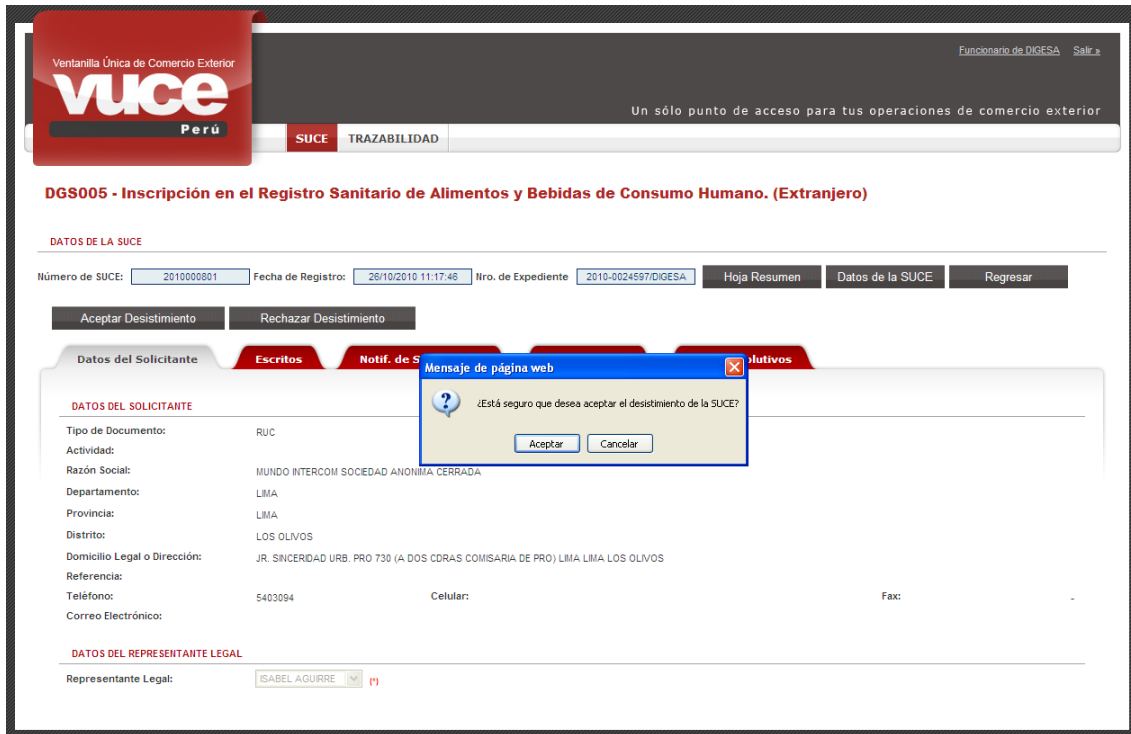 Ventanilla Única de Comercio Exterior
vuce
Perú
Funcionario de DIGESA Salir »
Un sólo punto de acceso para tus operaciones de comercio exterior
SUCE TRAZABILIDAD
DGS005 - Inscripción en el Registro Sanitario de Alimentos y Bebidas de Consumo Humano. (Extranjero)
DATOS DE LA SUCE
Número de SUCE: 2010000801 Fecha de Registro: 26/10/2010 11:17:46 Nro. de Expediente 2010-0024597/DIGESA Hoja Resumen Datos de la SUCE Regresar
Aceptar Desistimiento Rechazar Desistimiento
Datos del Solicitante Escritos Notif. de S olutivos
Mensaje de página web
¿Está seguro que desea aceptar el desistimiento de la SUCE?
Aceptar Cancelar
DATOS DEL SOLICITANTE
Tipo de Documento: RUC
Actividad:
Razón Social: MUNDO INTERCOM SOCIEDAD ANONIMA CERRADA
Departamento: LIMA
Provincia: LIMA
Distrito: LOS OLIVOS
Domicilio Legal o Dirección: JR. SINCERIDAD URB. PRO 730 (A DOS CDRAS COMISARIA DE PRO) LIMA LIMA LOS OLIVOS
Referencia:
Teléfono: 5403094 Celular: Fax: -
Correo Electrónico:
DATOS DEL REPRESENTANTE LEGAL
Representante Legal: ISABEL AGUIRRE (*)